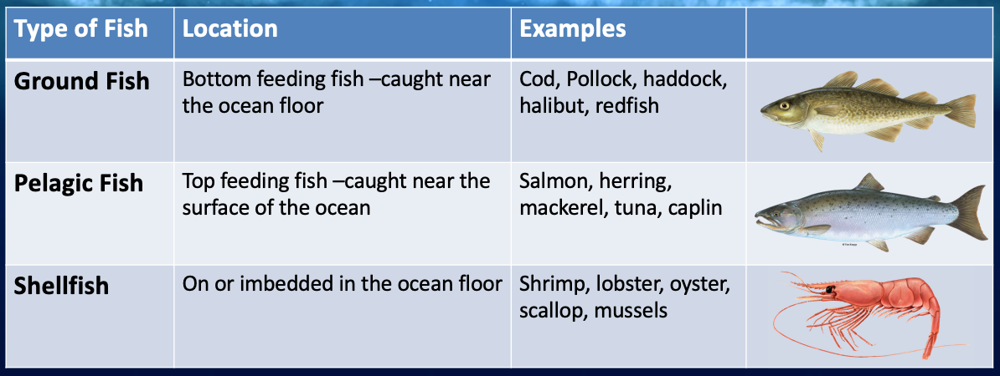 Type of Fish
Location
Examples
Ground Fish
Bottom feeding fish –caught near
the ocean floor
Cod, Pollock, haddock,
halibut, redfish
Pelagic Fish
Top feeding fish –caught near the
surface of the ocean
Salmon, herring,
mackerel, tuna, caplin
Shellfish
On or imbedded in the ocean floor
Shrimp, lobster, oyster,
scallop, mussels